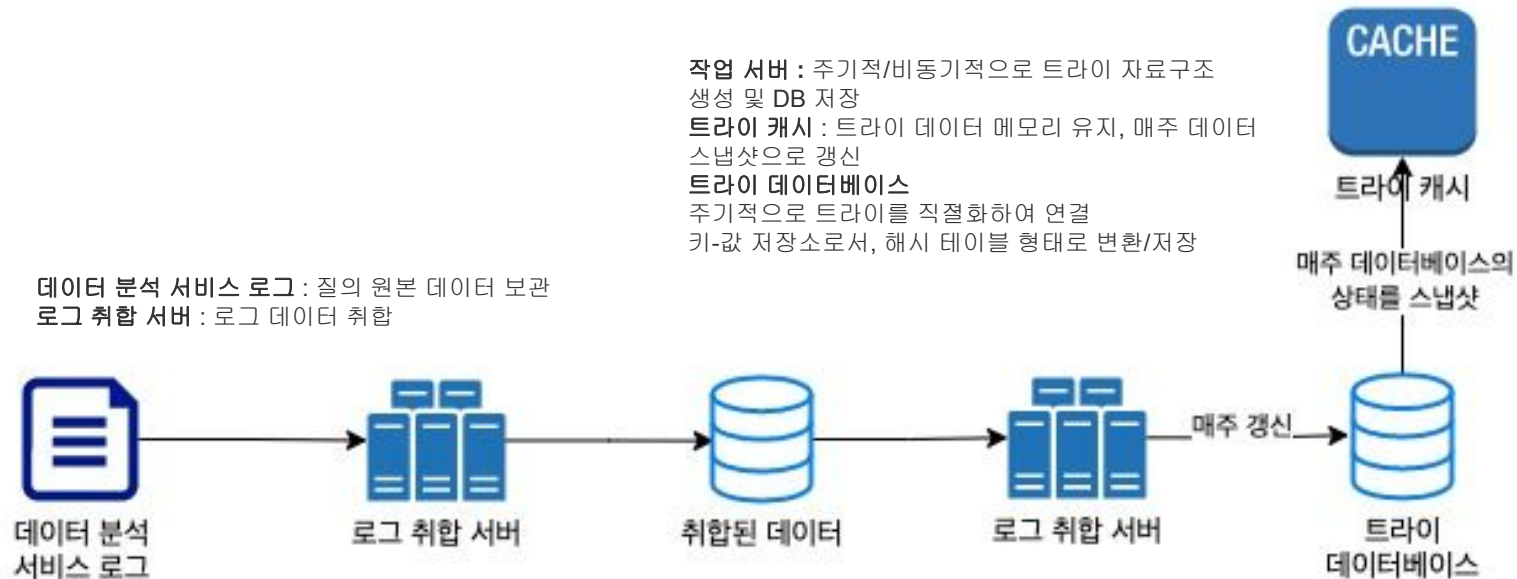 CACHE
트라이 캐시
작업 서버 : 주기적/비동기적으로 트라이 자료구조
생성 및 DB 저장
트라이 캐시 : 트라이 데이터 메모리 유지, 매주 데이터
스냅샷으로 갱신
트라이 데이터베이스
주기적으로 트라이를 직졀화하여 연결
키-값 저장소로서, 해시 테이블 형태로 변환/저장
매주 데이터베이스의
상태를 스냅샷
데이터 분석 서비스 로그 : 질의 원본 데이터 보관
로그 취합 서버 : 로그 데이터 취합
매주 갱신
데이터 분석
서비스 로그
로그 취합 서버
취합된 데이터
로그 취합 서버
트라이
데이터베이스